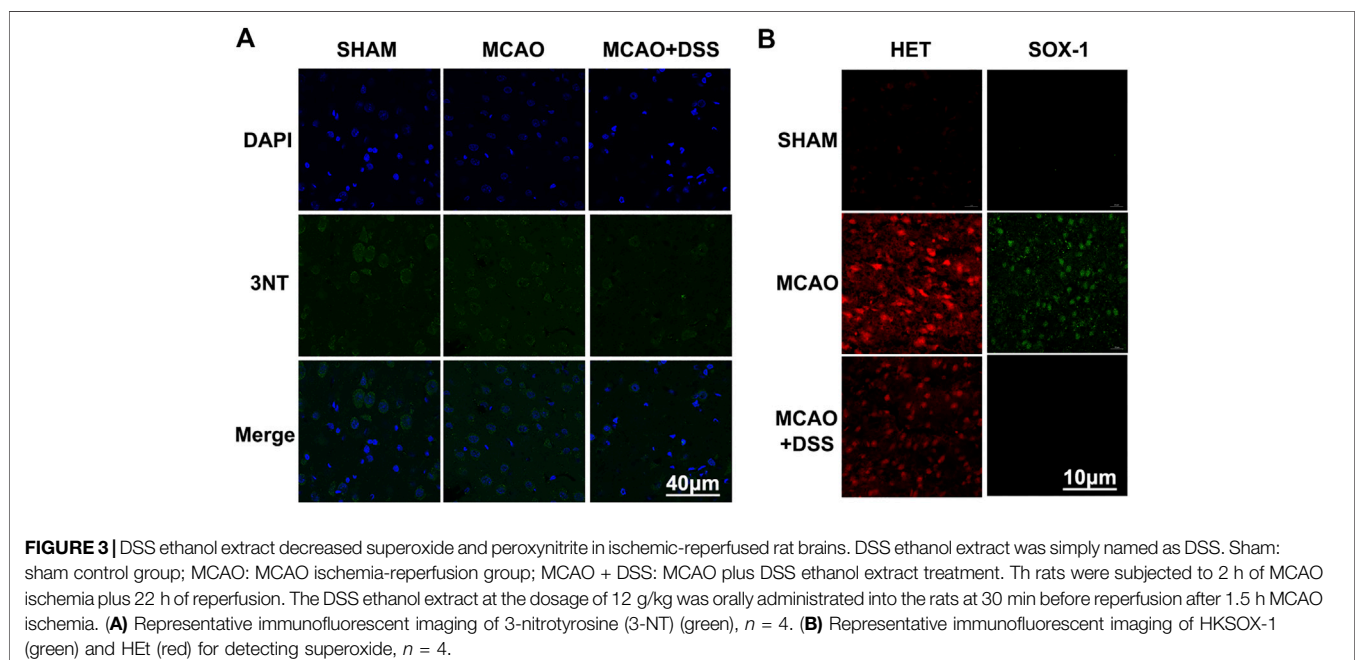 A
SHAM MCAO MCAO+DSS
DAPI
3NT
Merge
40μm
B
HET SOX-1
SHAM
MCAO
MCAO
+DSS
10μm
FIGURE 3 | DSS ethanol extract decreased superoxide and peroxynitrite in ischemic-reperfused rat brains. DSS ethanol extract was simply named as DSS. Sham:
sham control group; MCAO: MCAO ischemia-reperfusion group; MCAO + DSS: MCAO plus DSS ethanol extract treatment. Th rats were subjected to 2 h of MCAO
ischemia plus 22 h of reperfusion. The DSS ethanol extract at the dosage of 12 g/kg was orally administrated into the rats at 30 min before reperfusion after 1.5 h MCAO
ischemia. (A) Representative immunofluorescent imaging of 3-nitrotyrosine (3-NT) (green), n = 4. (B) Representative immunofluorescent imaging of HKSOX-1
(green) and HEt (red) for detecting superoxide, n = 4.